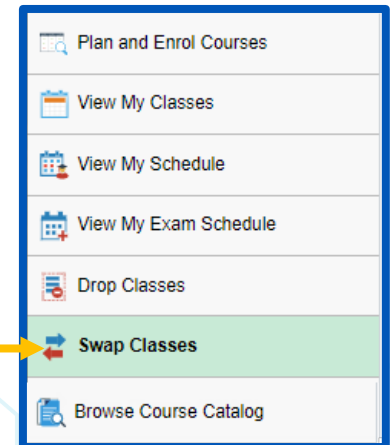 Plan and Enrol Courses
View My Classes
View My Schedule
View My Exam Schedule
Drop Classes
Swap Classes
Browse Course Catalog